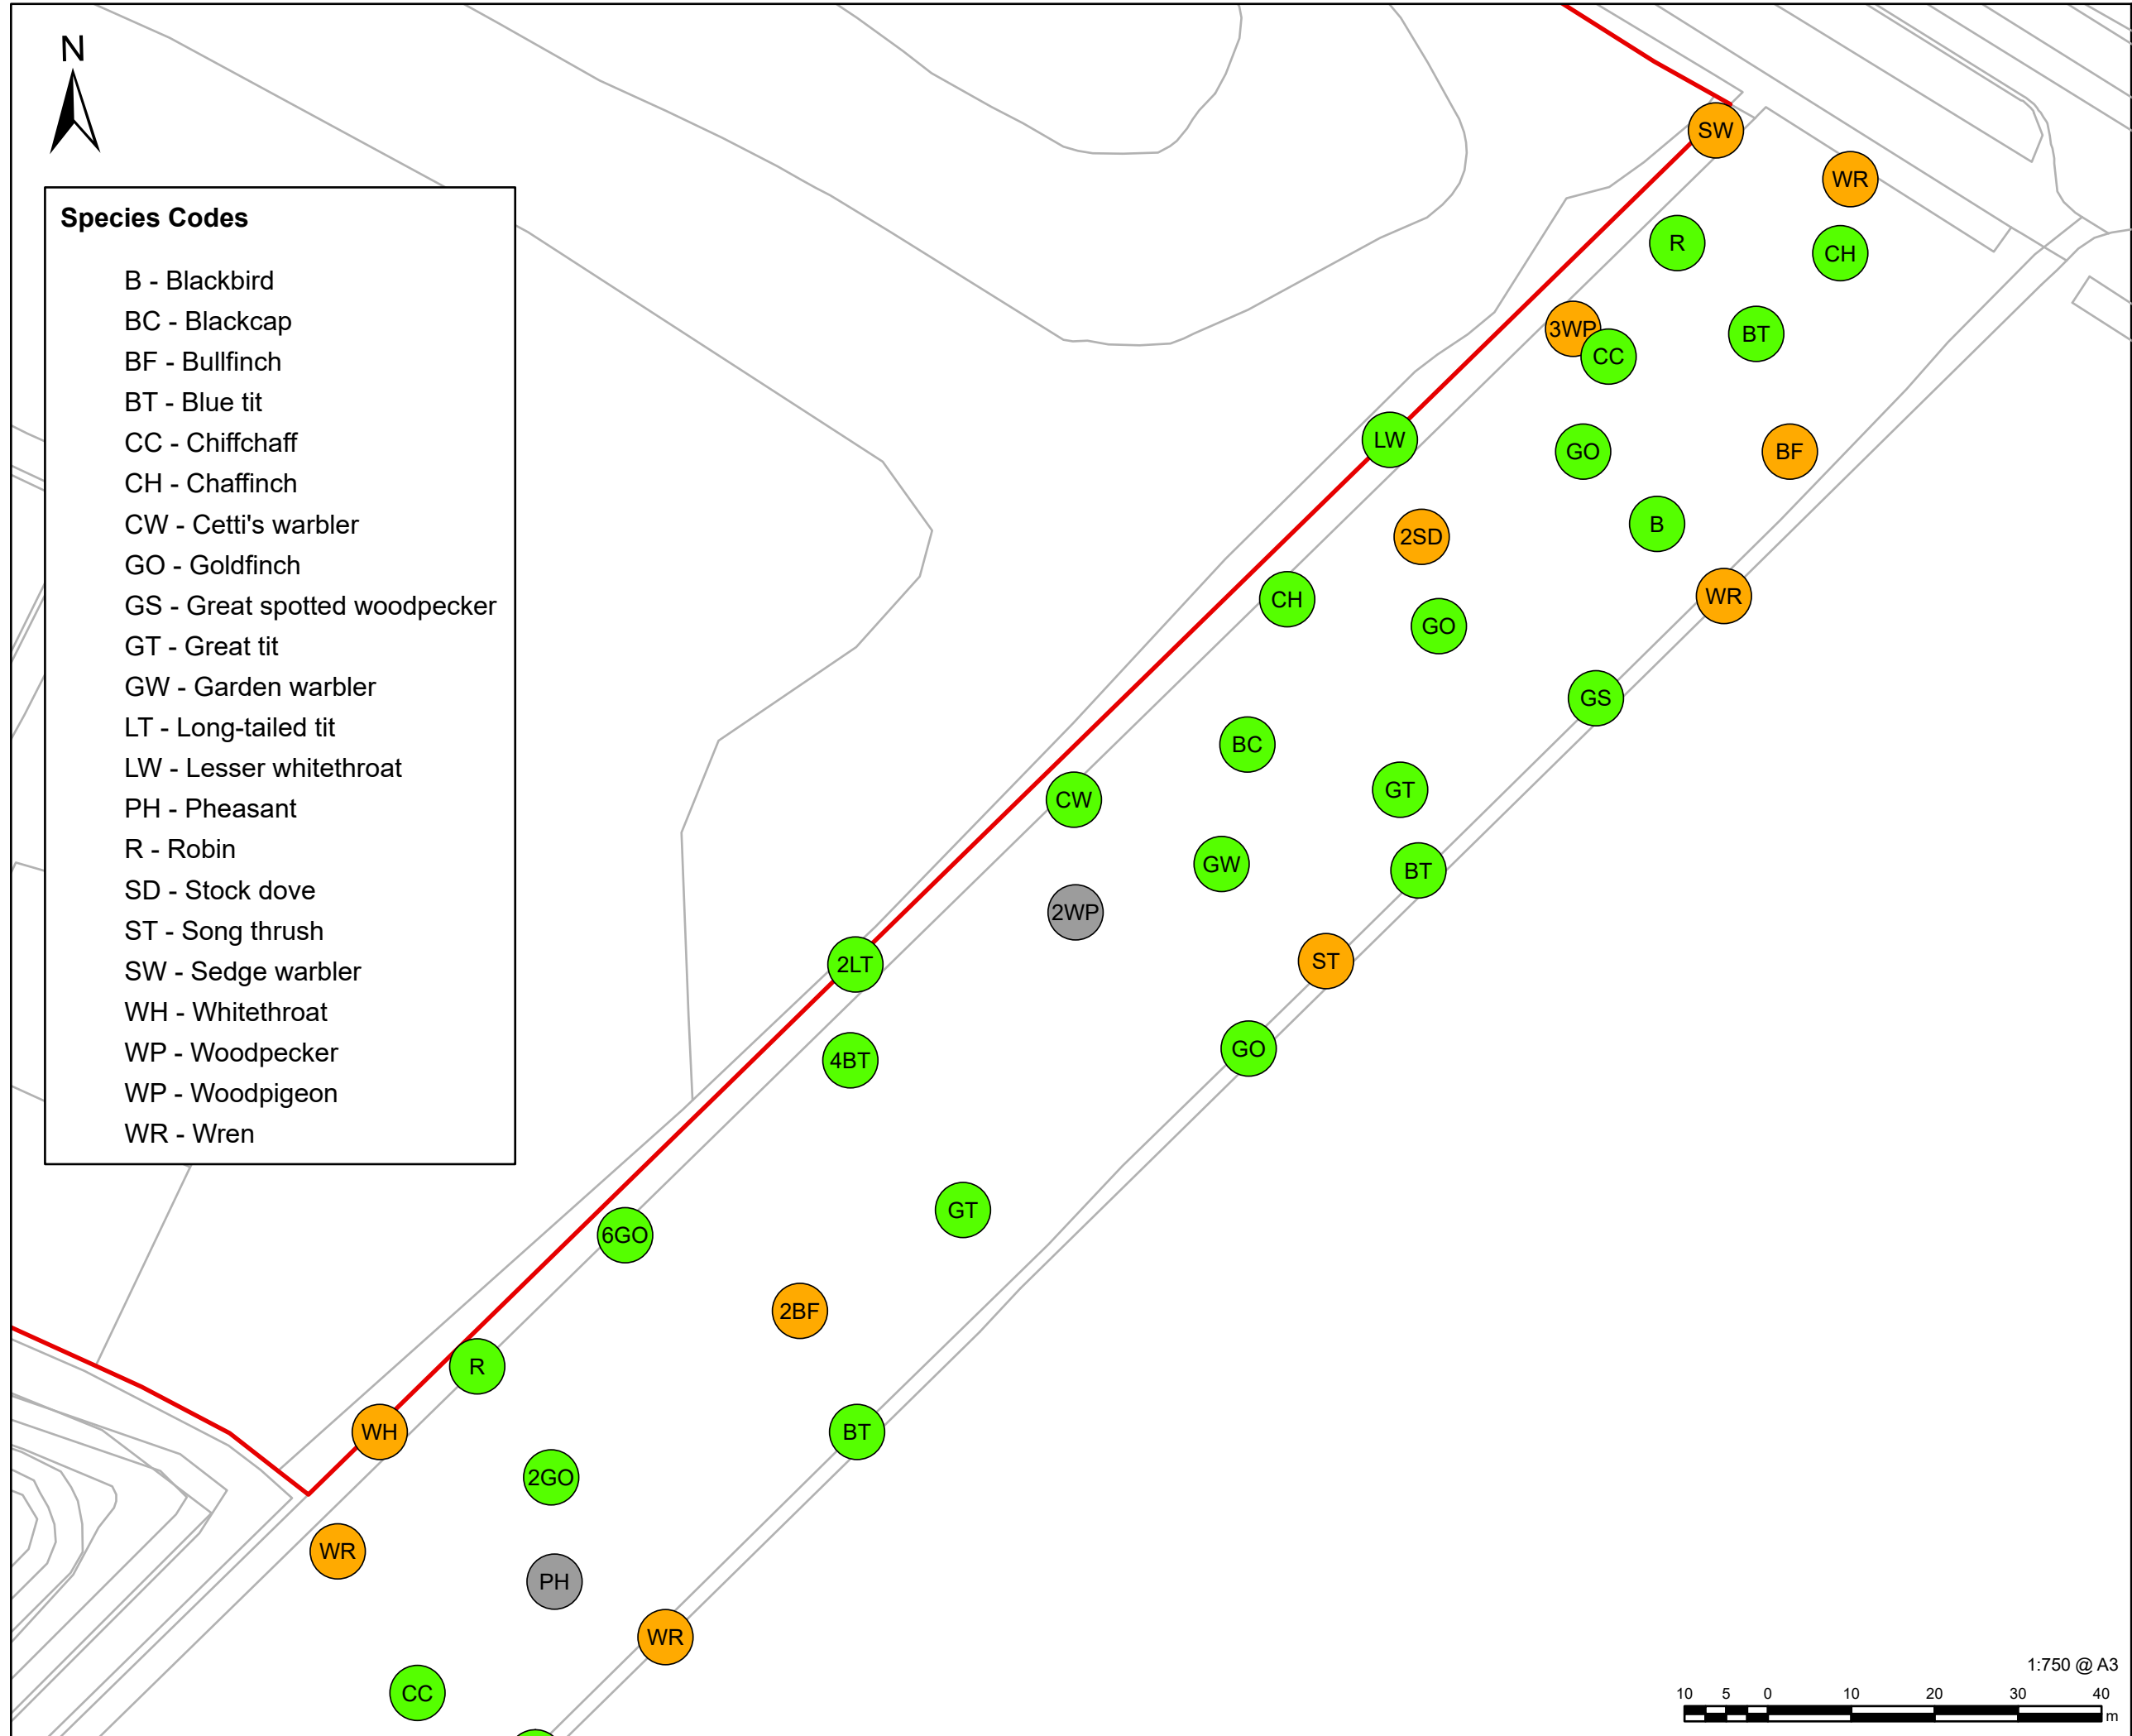 N
Species Codes
B - Blackbird
BC - Blackcap
BF - Bullfinch
BT - Blue tit
CC - Chiffchaff
CH - Chaffinch
CW - Cetti's warbler
GO - Goldfinch
GS - Great spotted woodpecker
GT - Great tit
GW - Garden warbler
LT - Long-tailed tit
LW - Lesser whitethroat
PH - Pheasant
R - Robin
SD - Stock dove
ST - Song thrush
SW - Sedge warbler
WH - Whitethroat
WP - Woodpecker
WP - Woodpigeon
WR - Wren
SW
WR
R
CH
3WP
BT
CC
LW
GO
BF
B
2SD
WR
CH
GO
GS
BC
GT
CW
GW
BT
2WP
ST
2LT
GO
4BT
GT
6GO
2BF
R
WH
BT
2GO
WR
PH
WR
CC
1:750 @ A3
10 5 0 10 20 30 40
m